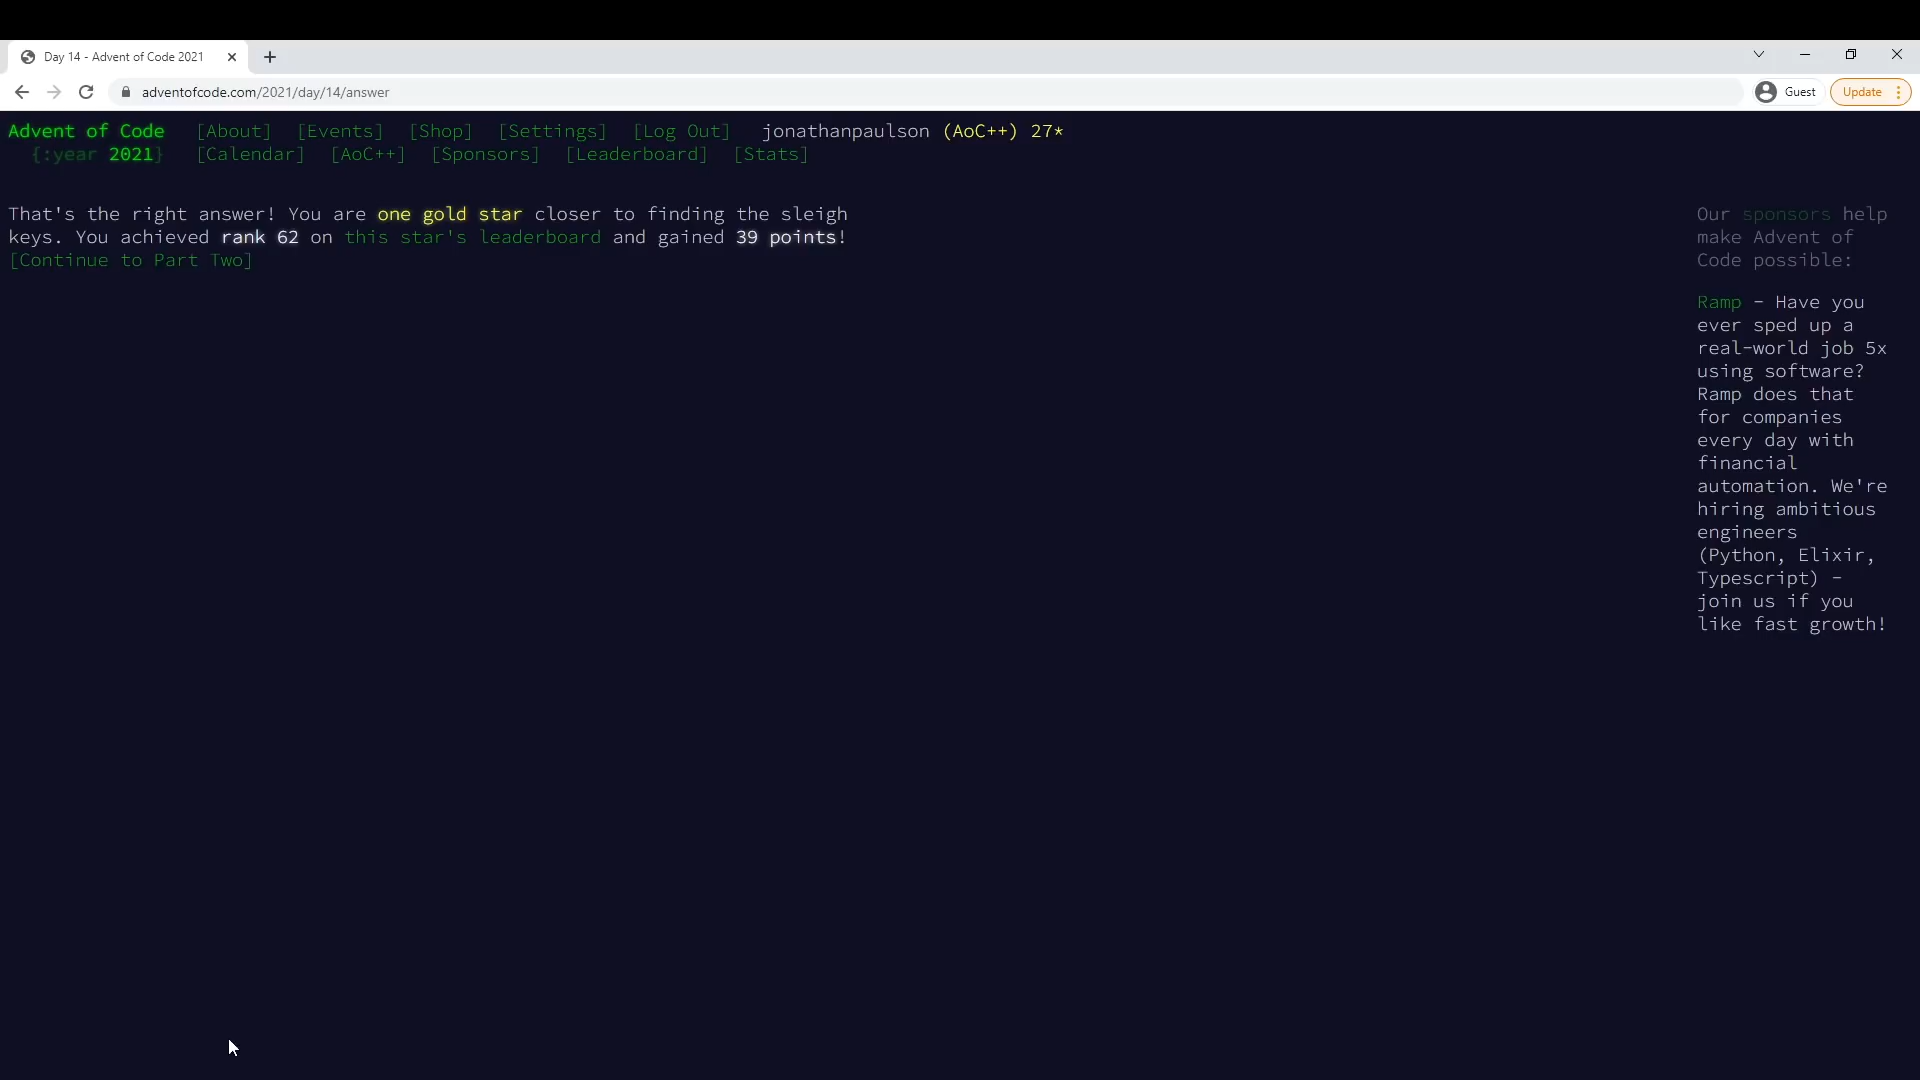 Day 14 - Advent of Code 2021
adventofcode.com/2021/day/14/answer
Guest
Update
Advent of Code [About] [Events] [Shop] [Settings] [Log Out] jonathanpaulson (AoC++) 27*
{:year 2021} [Calendar] [AoC++] [Sponsors] [Leaderboard] [Stats]
That's the right answer! You are one gold star closer to finding the sleigh
keys. You achieved rank 62 on this star's leaderboard and gained 39 points!
[Continue to Part Two]
Our sponsors help
make Advent of
Code possible:
Ramp - Have you
ever sped up a
real-world job 5x
using software?
Ramp does that
for companies
every day with
financial
automation. We're
hiring ambitious
engineers
(Python, Elixir,
Typescript) -
join us if you
like fast growth!